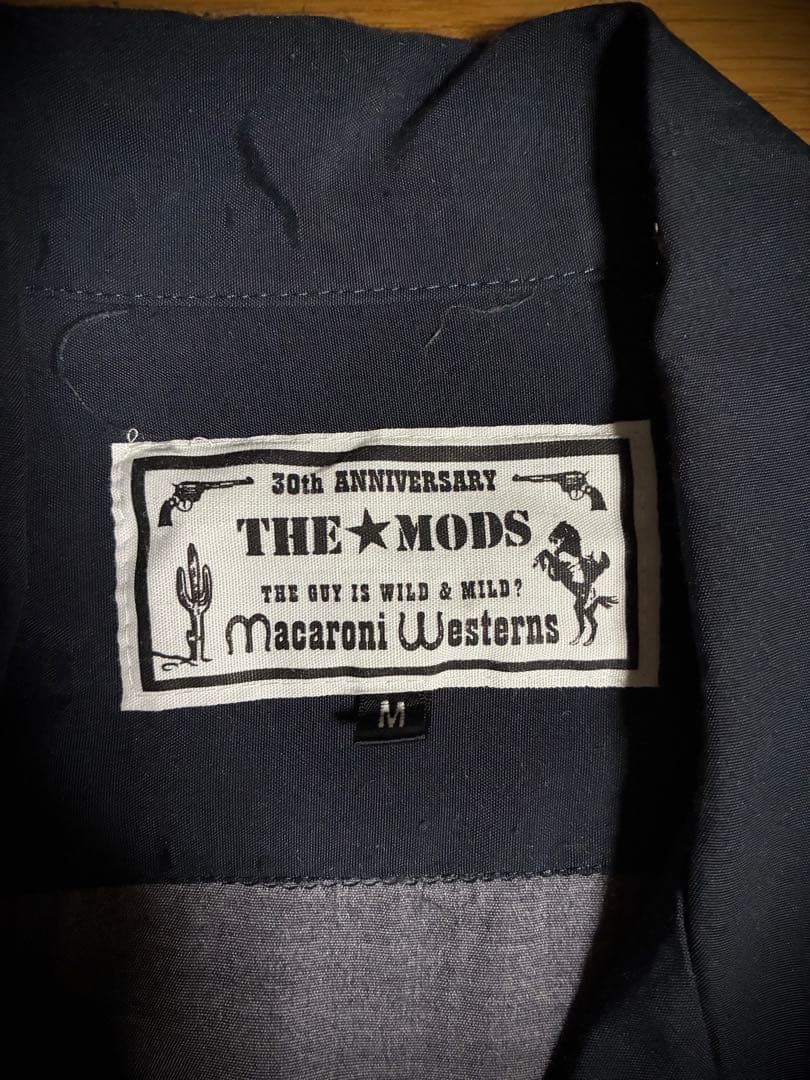 30th ANNIVERSARY
THE★MODS
THE GUY IS WILD & MILD?
Macaroni Westerns
M